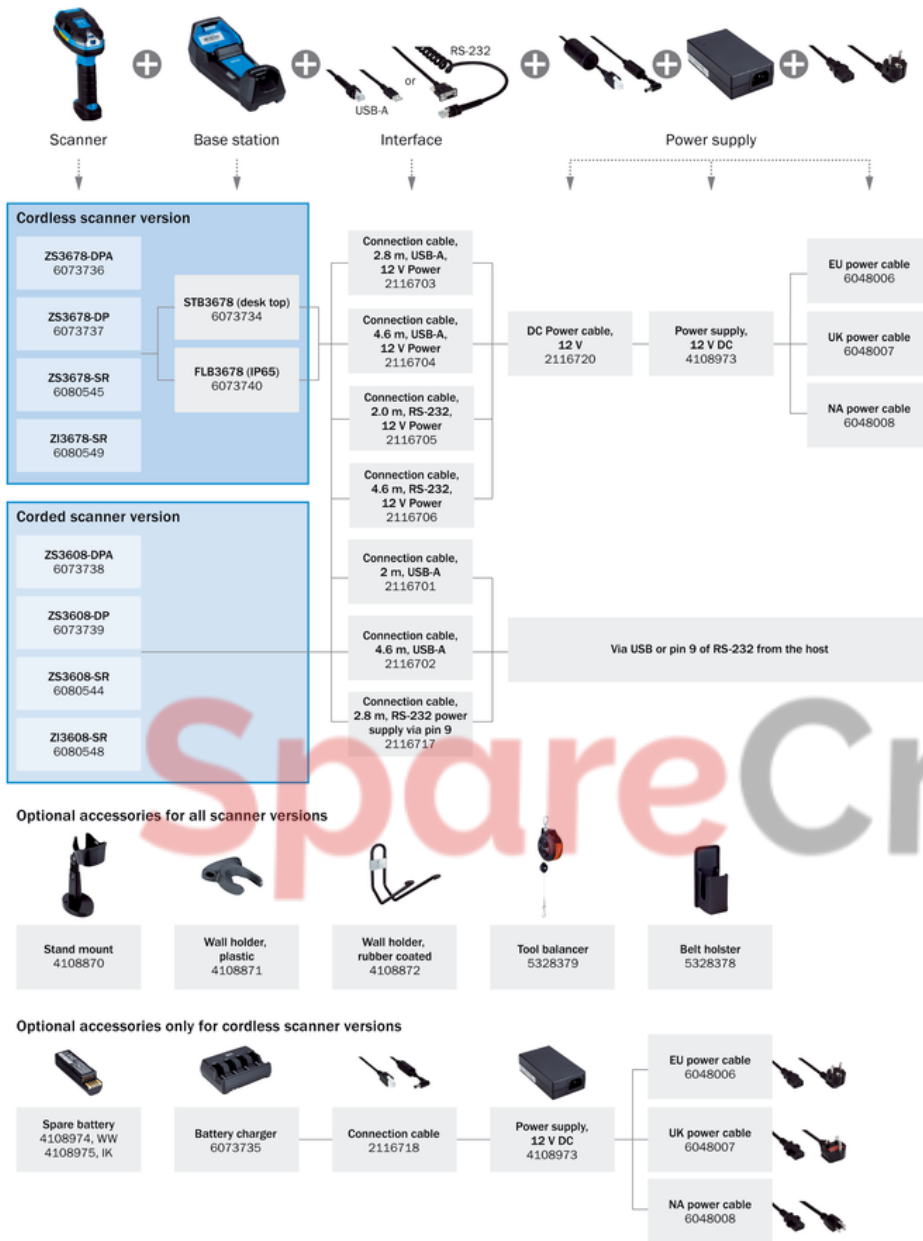 RS-232
or
USB-A
Scanner
Base station
Interface
Power supply
Cordless scanner version
ZS3678-DPA
6073736
ZS3678-DP
6073737
ZS3678-SR
6080545
ZI3678-SR
6080549
STB3678 (desk top)
6073734
FLB3678 (IP65)
6073740
Connection cable,
2.8 m, USB-A,
12 V Power
2116703
Connection cable,
4.6 m, USB-A,
12 V Power
2116704
Connection cable,
2.0 m, RS-232,
12 V Power
2116705
Connection cable,
4.6 m, RS-232,
12 V Power
2116706
DC Power cable,
12 V
2116720
Power supply,
12 V DC
4108973
EU power cable
6048006
UK power cable
6048007
NA power cable
6048008
Corded scanner version
ZS3608-DPA
6073738
ZS3608-DP
6073739
ZS3608-SR
6080544
ZI3608-SR
6080548
Connection cable,
2 m, USB-A
2116701
Connection cable,
4.6 m, USB-A
2116702
Connection cable,
2.8 m, RS-232 power
supply via pin 9
2116717
Via USB or pin 9 of RS-232 from the host
SpareCr
Optional accessories for all scanner versions
Stand mount
4108870
Wall holder,
plastic
4108871
Wall holder,
rubber coated
4108872
Tool balancer
5328379
Belt holster
5328378
Optional accessories only for cordless scanner versions
Spare battery
4108974, WW
4108975, IK
Battery charger
6073735
Connection cable
2116718
Power supply,
12 V DC
4108973
EU power cable
6048006
UK power cable
6048007
NA power cable
6048008